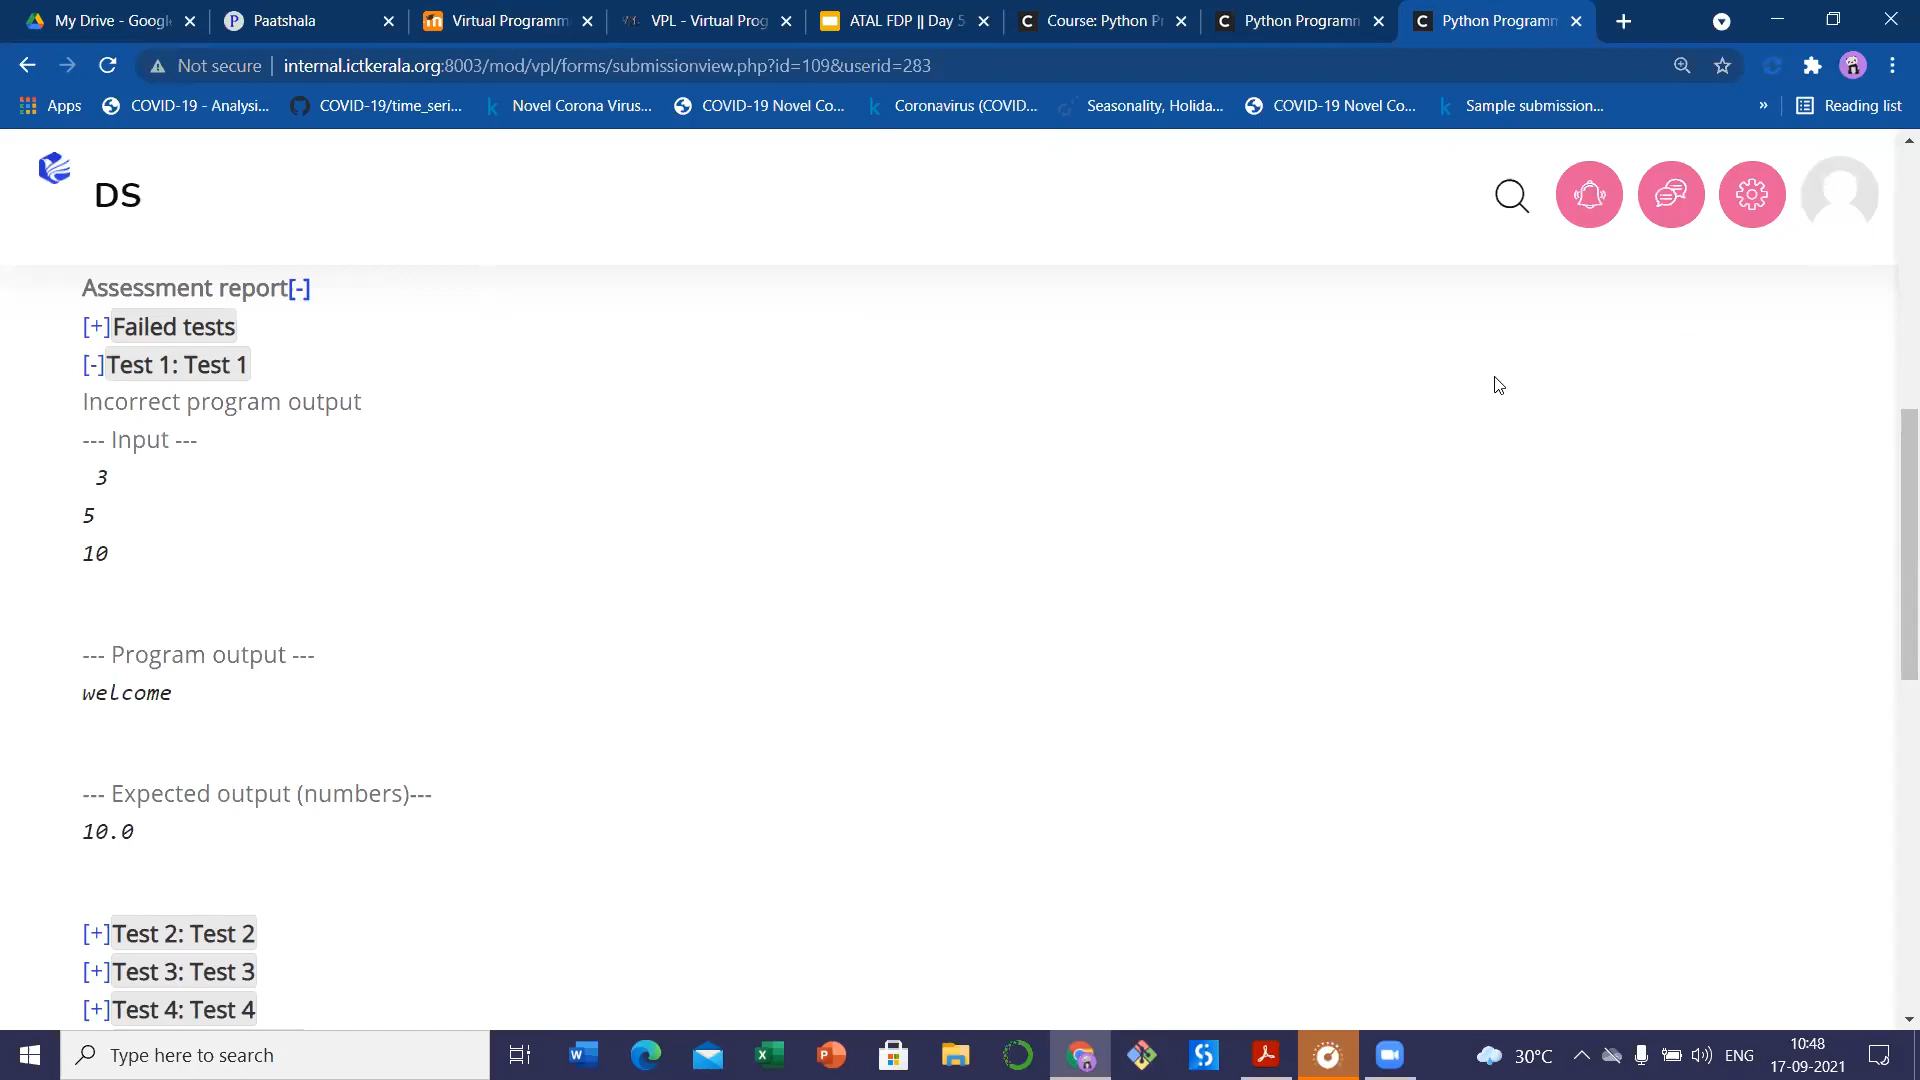 My Drive - Googl
Paatshala
Virtual Programm
VPL - Virtual Prog
ATAL FDP || Day 5
Course: Python Pr
Python Programm
Python Programm
Not secure
internal.ictkerala.org:8003/mod/vpl/forms/submissionview.php?id=109&userid=283
Apps
COVID-19 - Analysi...
COVID-19/time_seri...
Novel Corona Virus...
COVID-19 Novel Co...
Coronavirus (COVID...
Seasonality, Holida...
COVID-19 Novel Co...
Sample submission...
»
Reading list
DS
Assessment report[-]
[+]Failed tests
[-]Test 1: Test 1
Incorrect program output
--- Input ---
3
5
10
--- Program output ---
welcome
--- Expected output (numbers)---
10.0
[+]Test 2: Test 2
[+]Test 3: Test 3
[+]Test 4: Test 4
Type here to search
30°C
ENG
10:48
17-09-2021